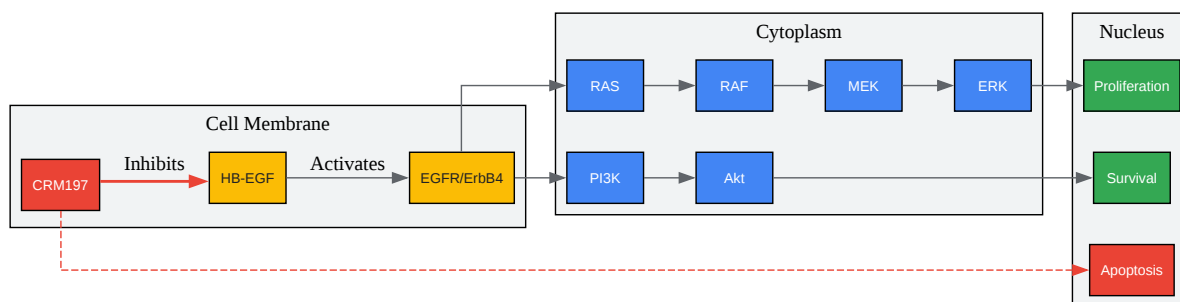 Cytoplasm
Nucleus
RAS
RAF
MEK
ERK
Proliferation
Cell Membrane
CRM197
Inhibits
HB-EGF
Activates
EGFR/ErbB4
PI3K
Akt
Survival
Apoptosis